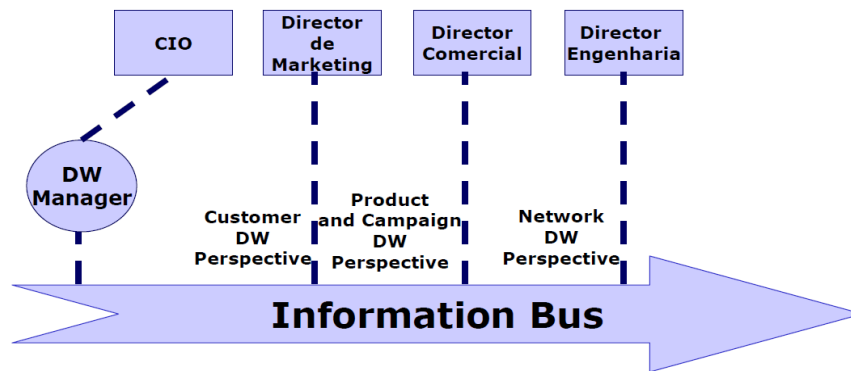 CIO
Director
de
Marketing
Director
Comercial
Director
Engenharia
DW
Manager
Customer
DW
Perspective
Product
and Campaign
DW
Perspective
Network
DW
Perspective
Information Bus